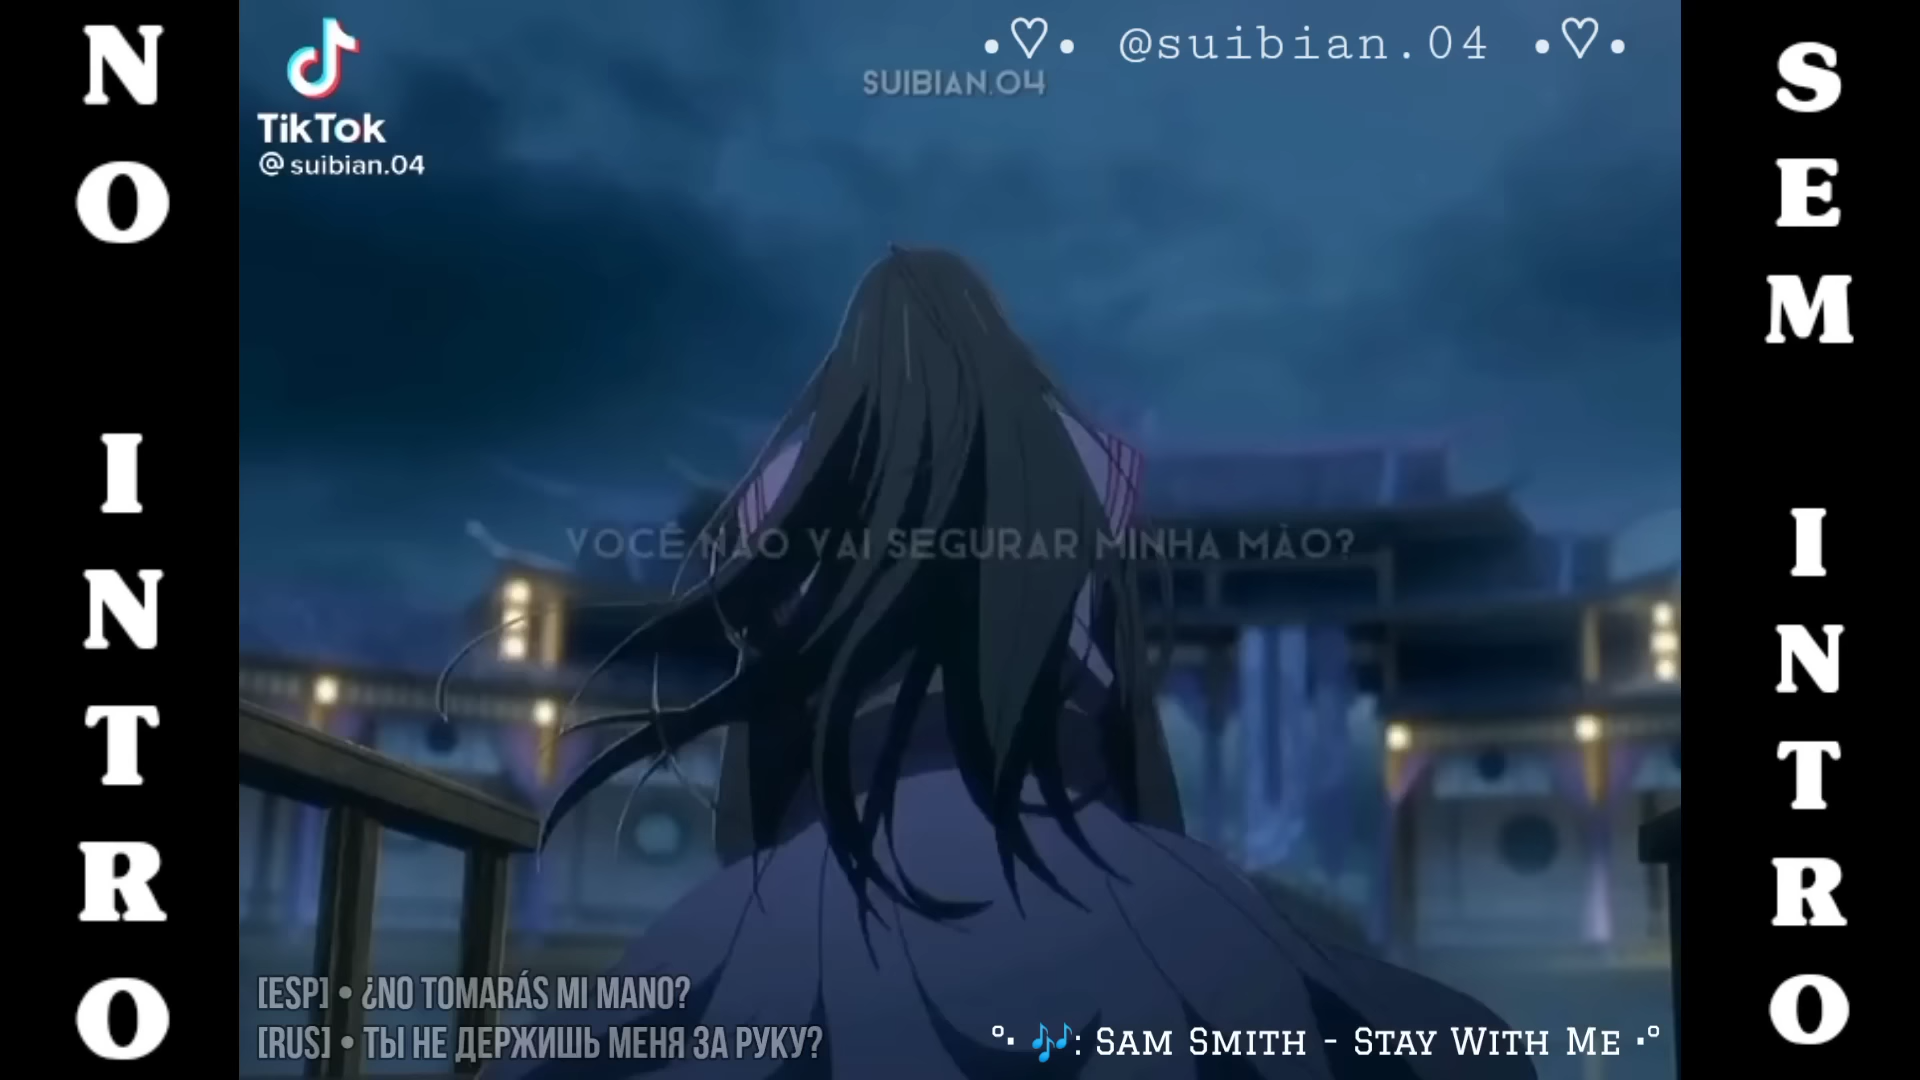 NO INTRO
TikTok
@suibian.04
•♡• @suibian.04 •♡•
SUIBIAN.04
VOCÊ NÃO VAI SEGURAR MINHA MÃO?
[ESP] • ¿NO TOMARÁS MI MANO?
[RUS] • ТЫ НЕ ДЕРЖИШЬ МЕНЯ ЗА РУКУ?
°• 🎶: SAM SMITH - STAY WITH ME •°
SEM INTRO